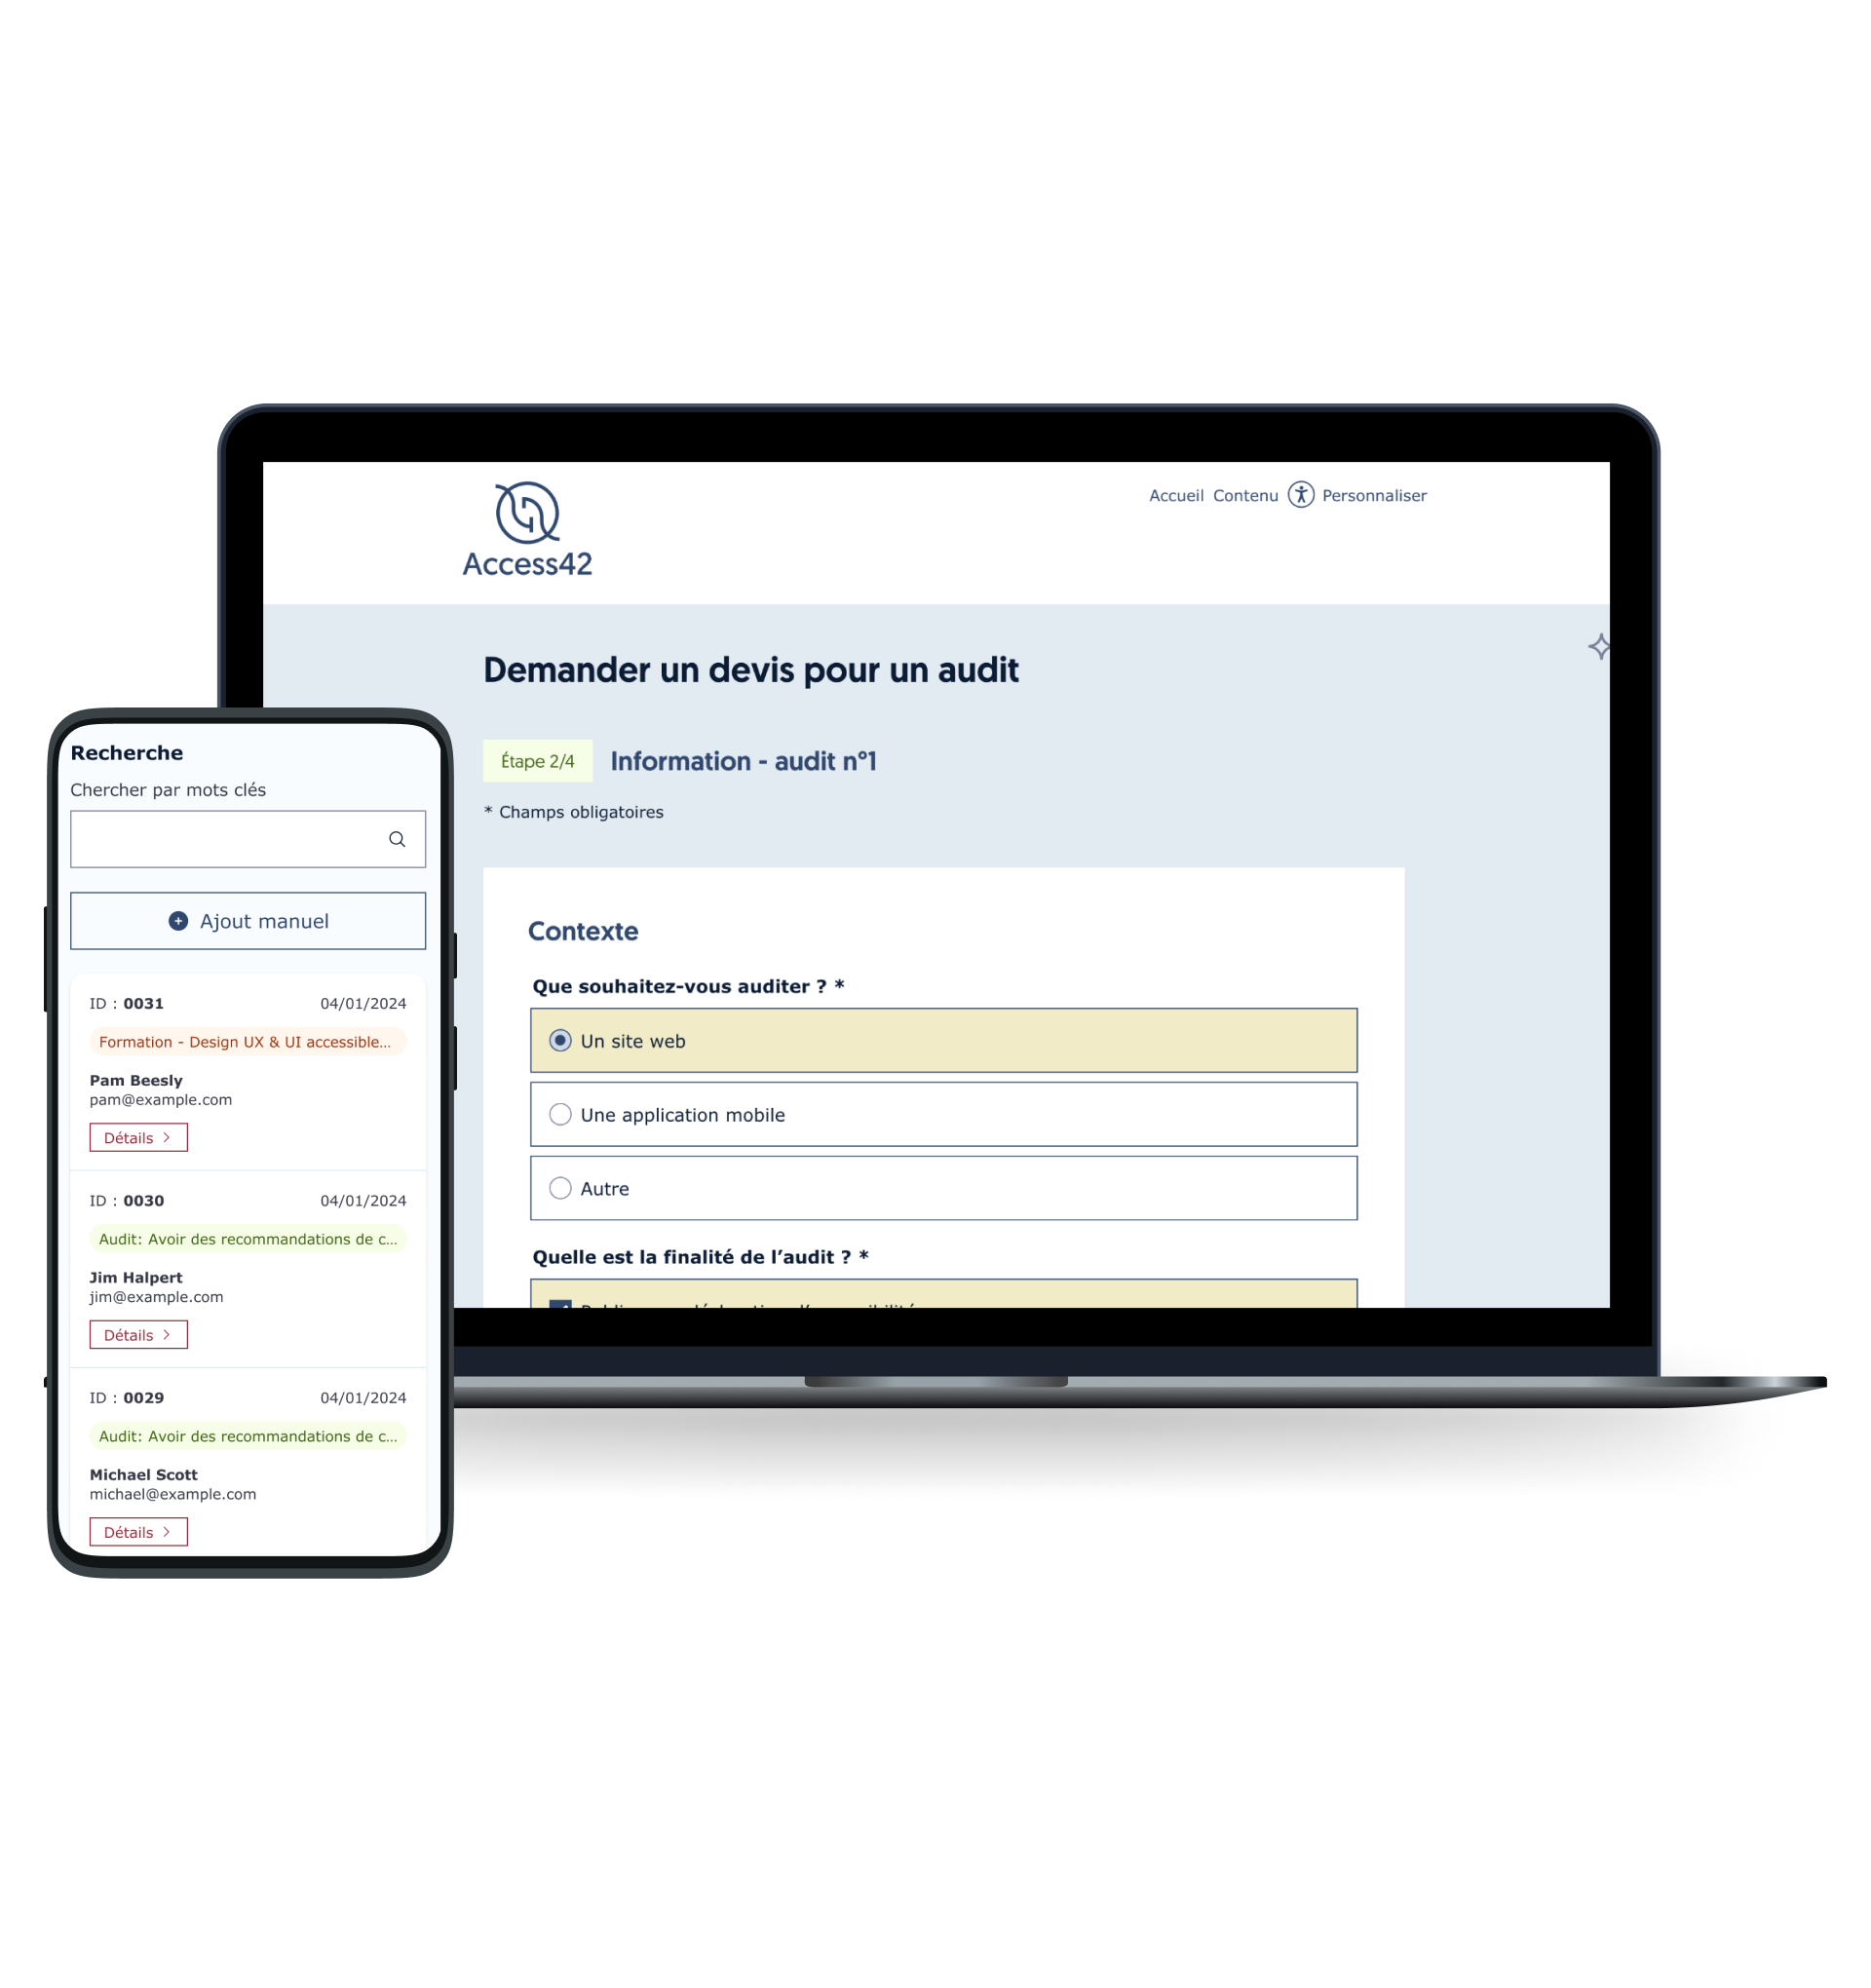 Access42
Accueil Contenu Personnaliser
Demander un devis pour un audit
Étape 2/4 Information - audit n°1
* Champs obligatoires
Contexte
Que souhaitez-vous auditer ? *
Un site web
Une application mobile
Autre
Quelle est la finalité de l’audit ? *
Recherche
Chercher par mots clés
Ajout manuel
ID : 0031 04/01/2024
Formation - Design UX & UI accessible...
Pam Beesly
pam@example.com
Détails
ID : 0030 04/01/2024
Audit: Avoir des recommandations de c...
Jim Halpert
jim@example.com
Détails
ID : 0029 04/01/2024
Audit: Avoir des recommandations de c...
Michael Scott
michael@example.com
Détails